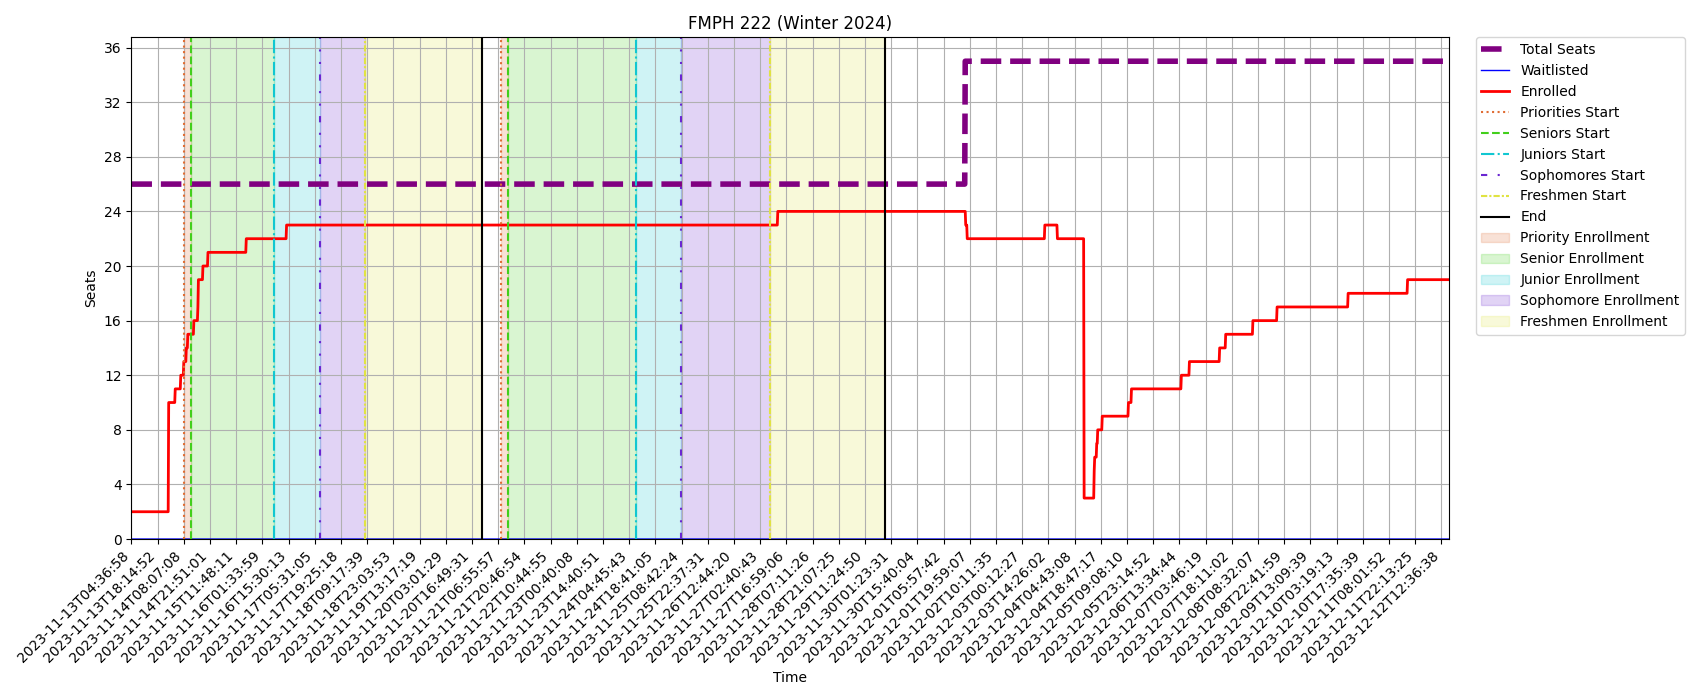 FMPH 222 (Winter 2024)
36
32
28
24
20
16
12
8
4
0
Seats
2023-11-13T04:36:58
2023-11-13T18:14:52
2023-11-14T08:07:08
2023-11-14T21:51:01
2023-11-15T11:48:11
2023-11-16T01:33:59
2023-11-16T15:30:13
2023-11-17T05:31:05
2023-11-17T19:25:18
2023-11-18T09:17:39
2023-11-18T23:03:53
2023-11-19T13:17:19
2023-11-20T03:01:29
2023-11-20T16:49:31
2023-11-21T06:55:57
2023-11-21T20:46:54
2023-11-22T10:44:55
2023-11-23T00:40:08
2023-11-23T14:40:51
2023-11-24T04:45:43
2023-11-24T18:41:05
2023-11-25T08:42:24
2023-11-25T22:37:31
2023-11-26T12:44:20
2023-11-27T02:40:43
2023-11-27T16:59:06
2023-11-28T07:11:26
2023-11-28T21:07:25
2023-11-29T11:24:50
2023-11-30T01:23:31
2023-11-30T15:40:04
2023-12-01T05:57:42
2023-12-01T19:59:07
2023-12-02T10:11:35
2023-12-03T00:12:27
2023-12-03T14:26:02
2023-12-04T04:43:08
2023-12-04T18:47:17
2023-12-05T09:08:10
2023-12-05T23:14:52
2023-12-06T13:34:44
2023-12-07T03:46:19
2023-12-07T18:11:02
2023-12-08T08:32:07
2023-12-08T22:41:59
2023-12-09T13:09:39
2023-12-10T03:19:13
2023-12-10T17:35:39
2023-12-11T08:01:52
2023-12-11T22:13:25
2023-12-12T12:36:38
Time
Total Seats
Waitlisted
Enrolled
Priorities Start
Seniors Start
Juniors Start
Sophomores Start
Freshmen Start
End
Priority Enrollment
Senior Enrollment
Junior Enrollment
Sophomore Enrollment
Freshmen Enrollment